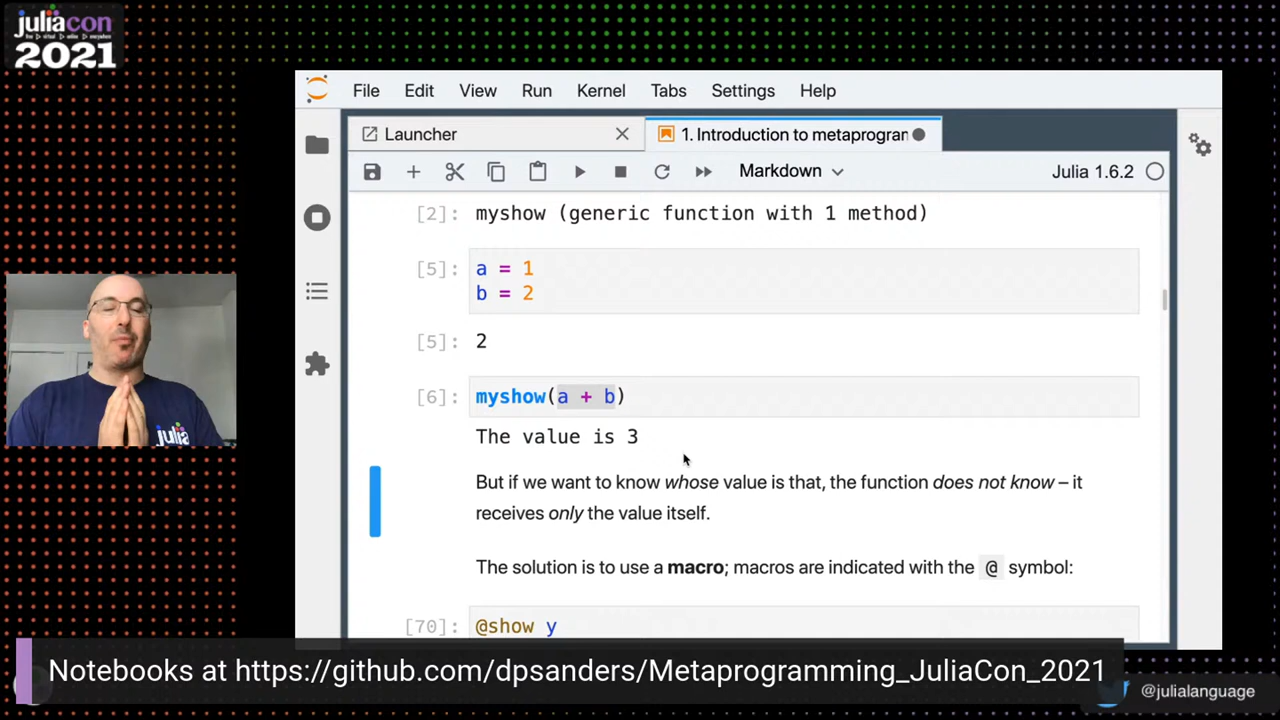 juliacon
2021
File Edit View Run Kernel Tabs Settings Help
Launcher
1. Introduction to metaprogran
Markdown
Julia 1.6.2
[2]: myshow (generic function with 1 method)
[5]: a = 1
b = 2
[5]: 2
[6]: myshow(a + b)
The value is 3
But if we want to know whose value is that, the function does not know – it
receives only the value itself.
The solution is to use a macro; macros are indicated with the @ symbol:
[70]: @show y
julia
Notebooks at https://github.com/dpsanders/Metaprogramming_JuliaCon_2021
@julialanguage